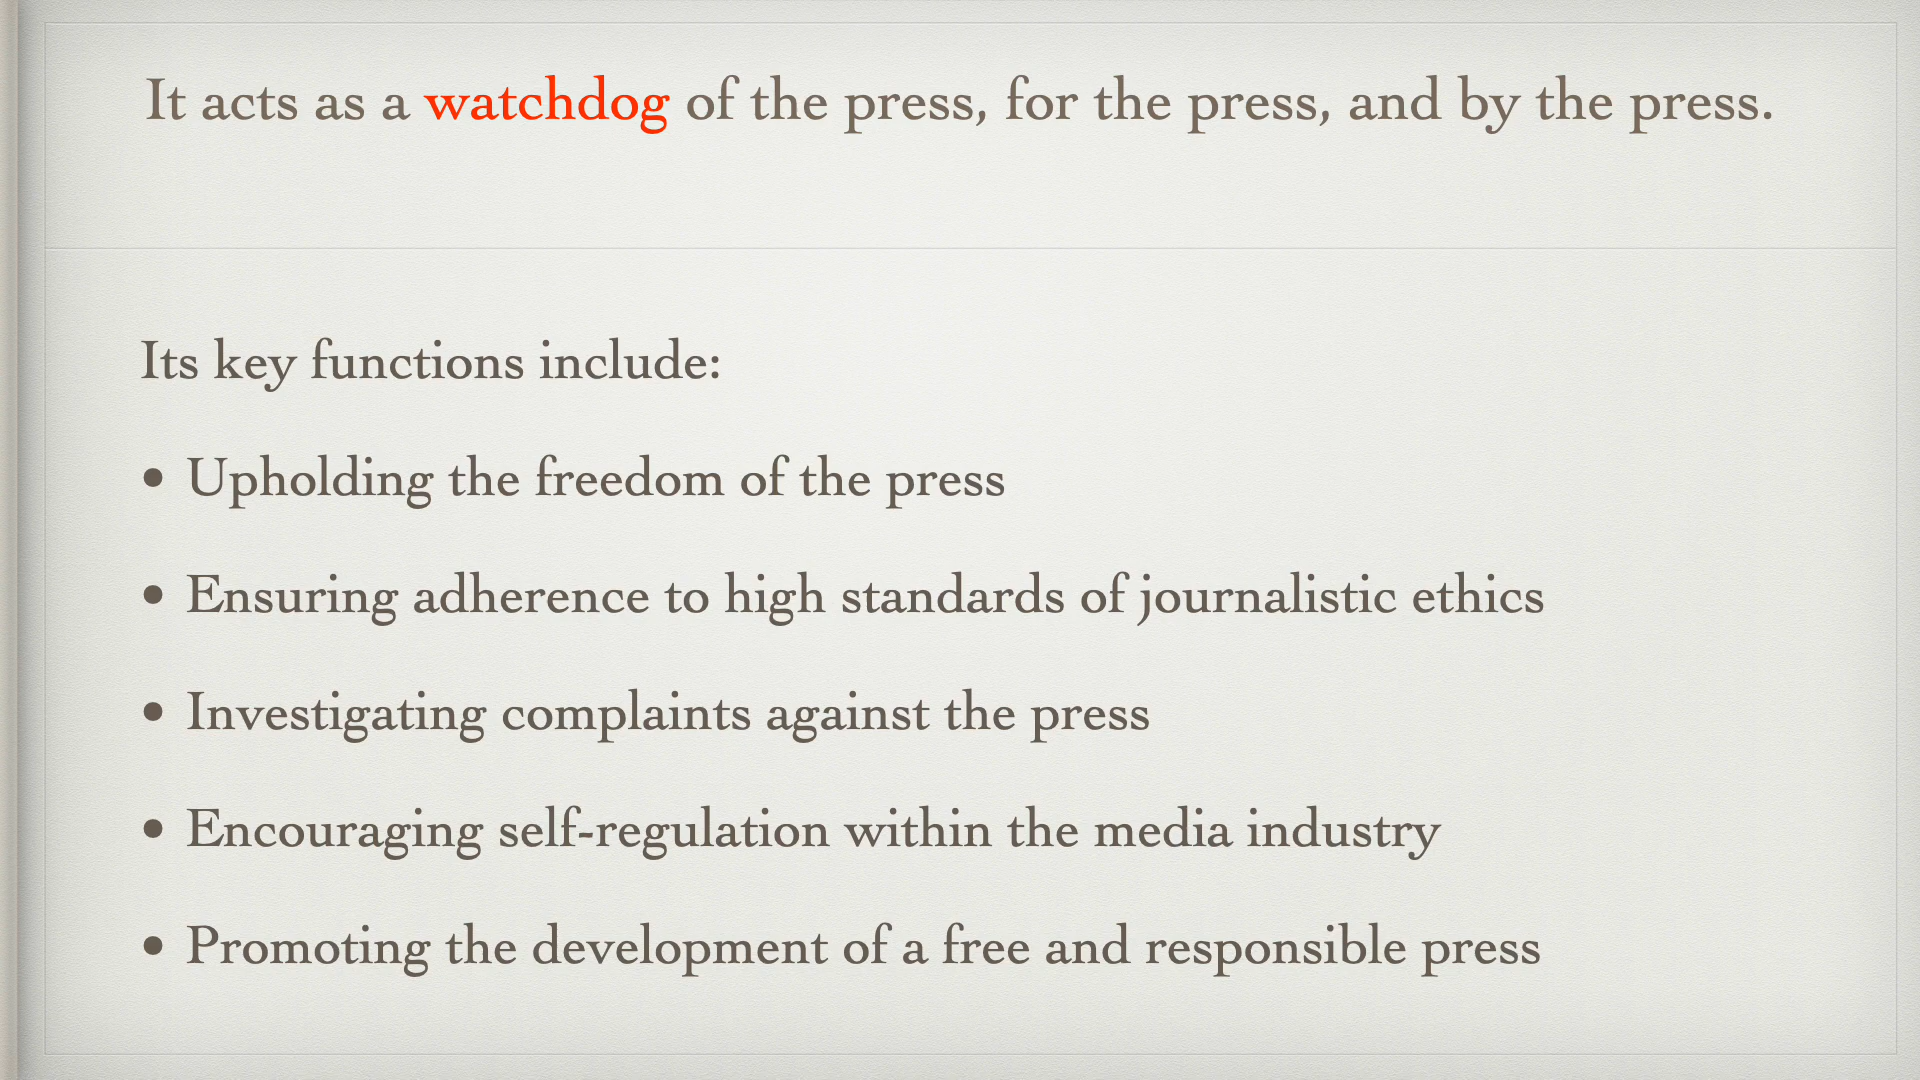 It acts as a watchdog of the press, for the press, and by the press.
Its key functions include:
• Upholding the freedom of the press
• Ensuring adherence to high standards of journalistic ethics
• Investigating complaints against the press
• Encouraging self-regulation within the media industry
• Promoting the development of a free and responsible press